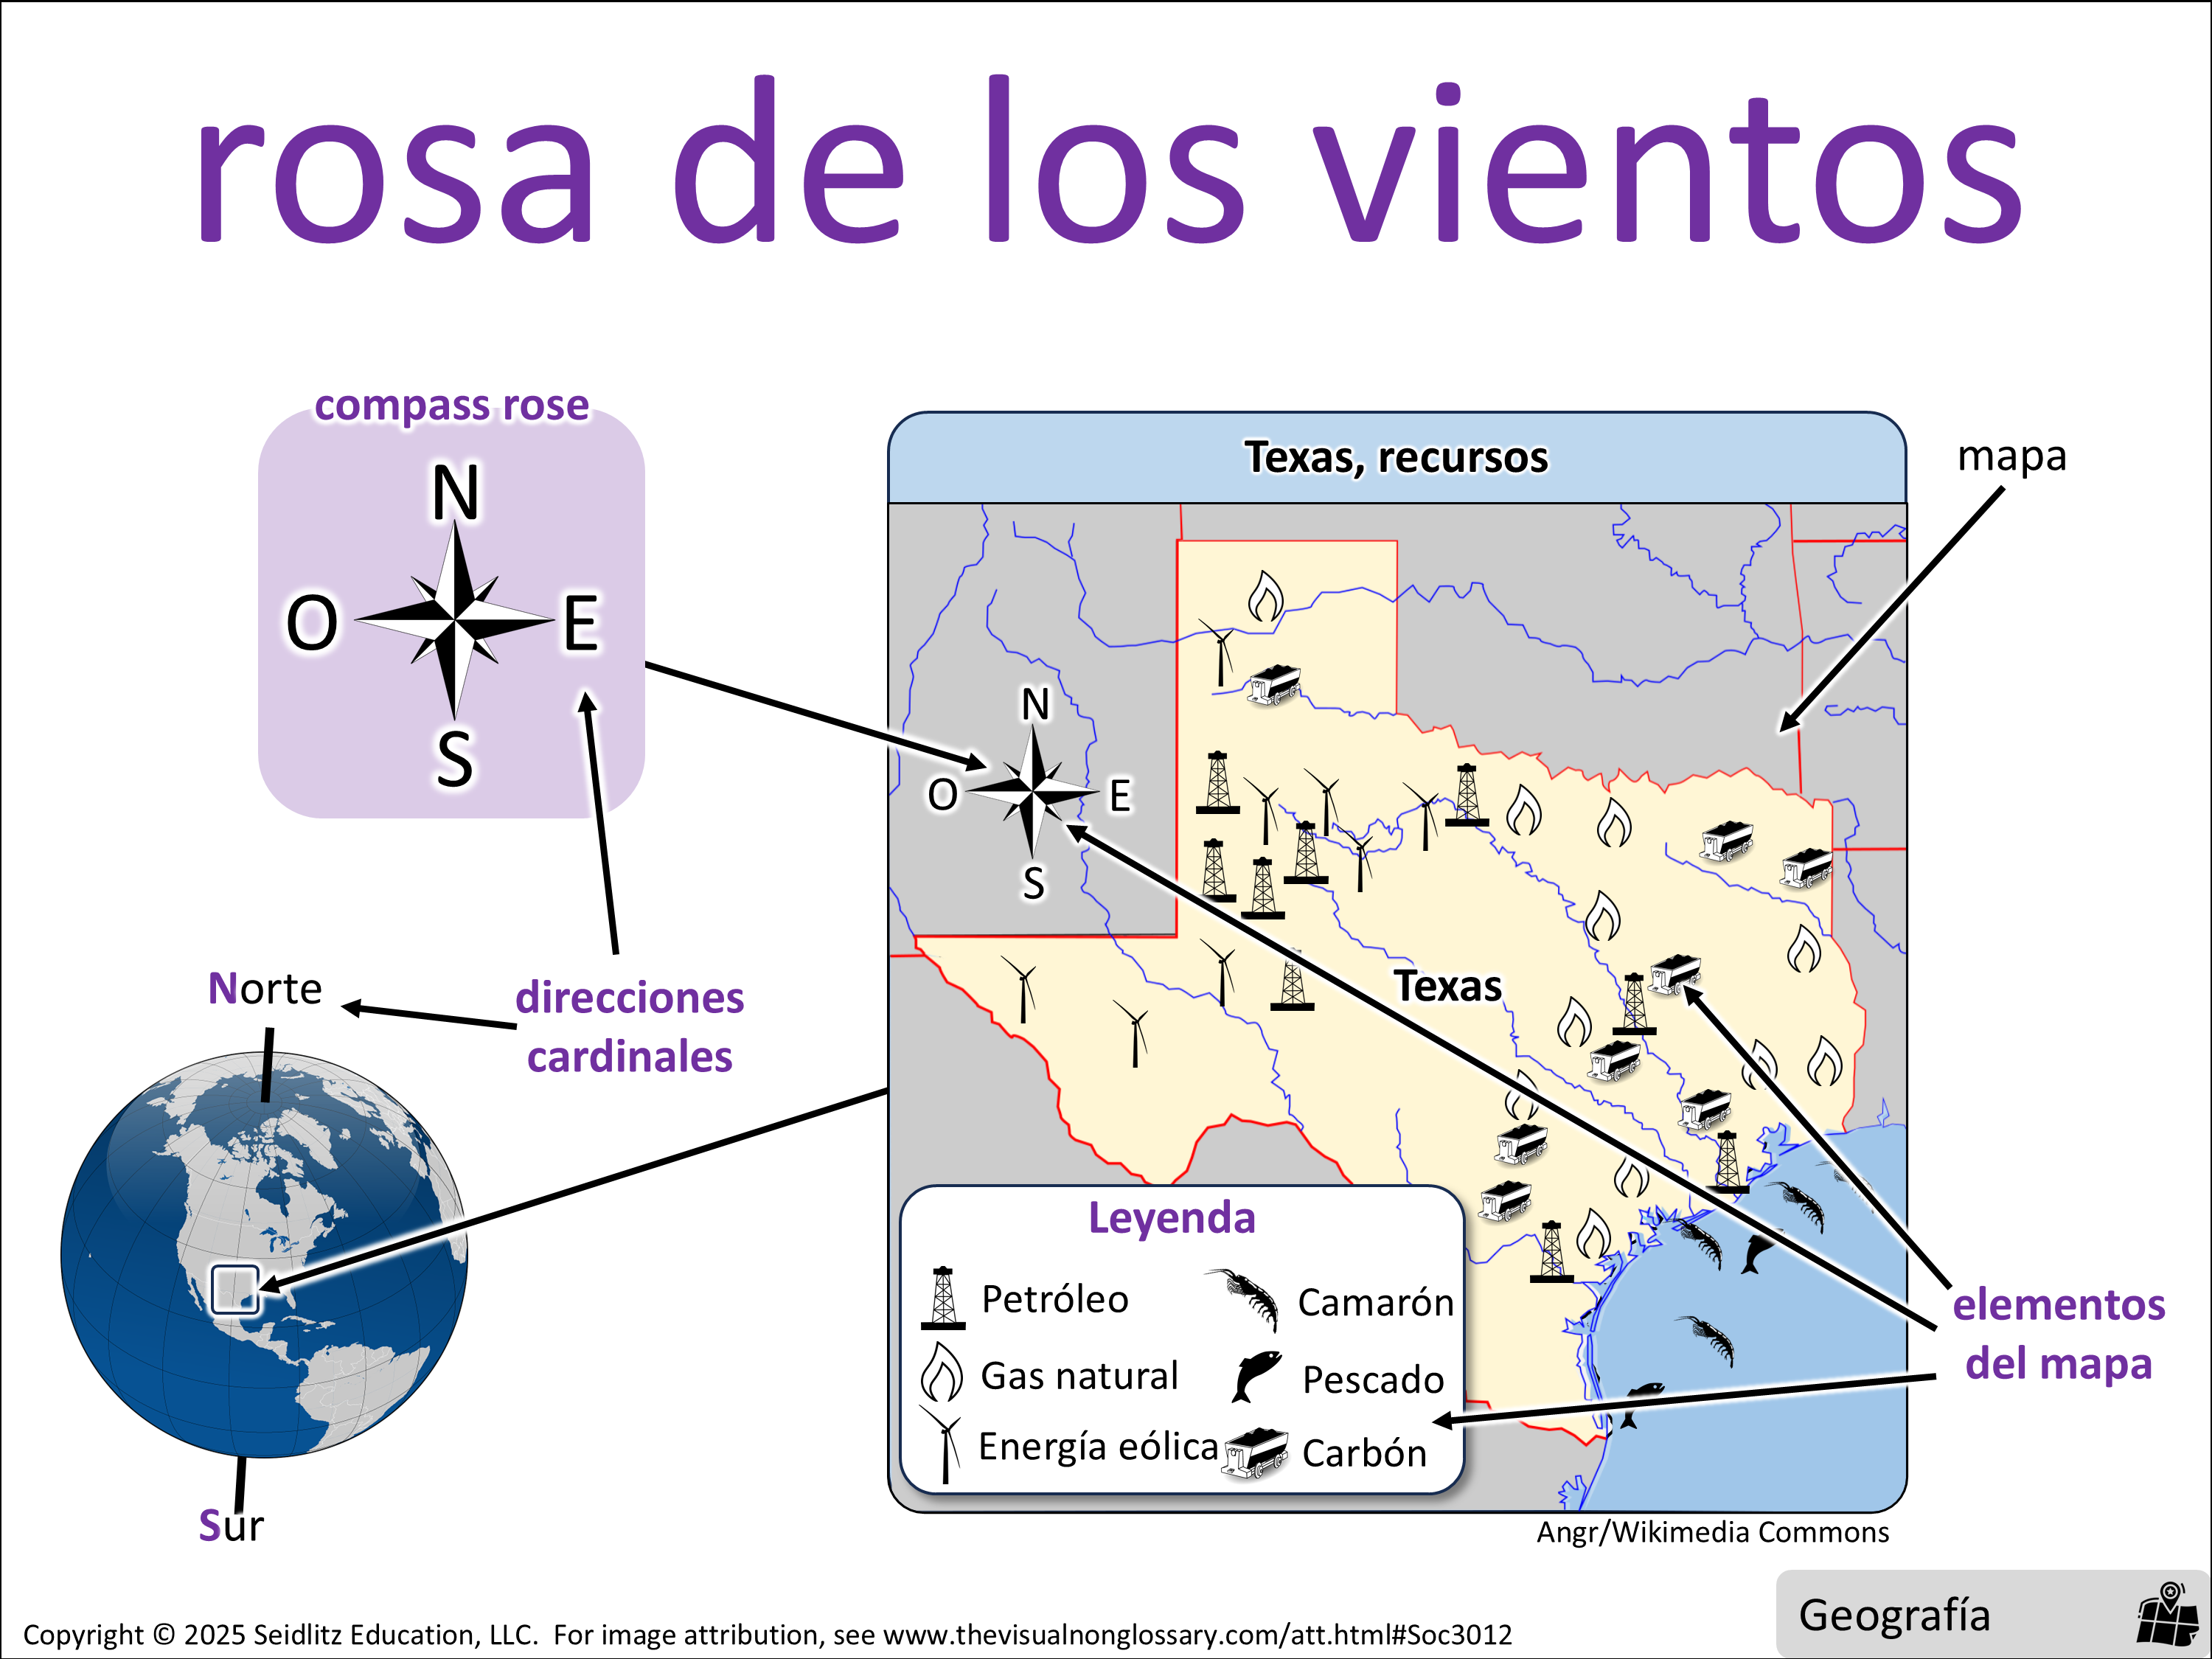 rosa de los vientos
compass rose
N
O
E
S
direcciones
cardinales
Norte
Sur
Texas, recursos
mapa
N
O
E
S
Texas
Leyenda
Petróleo
Camarón
Gas natural
Pescado
Energía eólica
Carbón
elementos
del mapa
Angr/Wikimedia Commons
Geografía
Copyright © 2025 Seidlitz Education, LLC.  For image attribution, see www.thevisualnonglossary.com/att.html#Soc3012